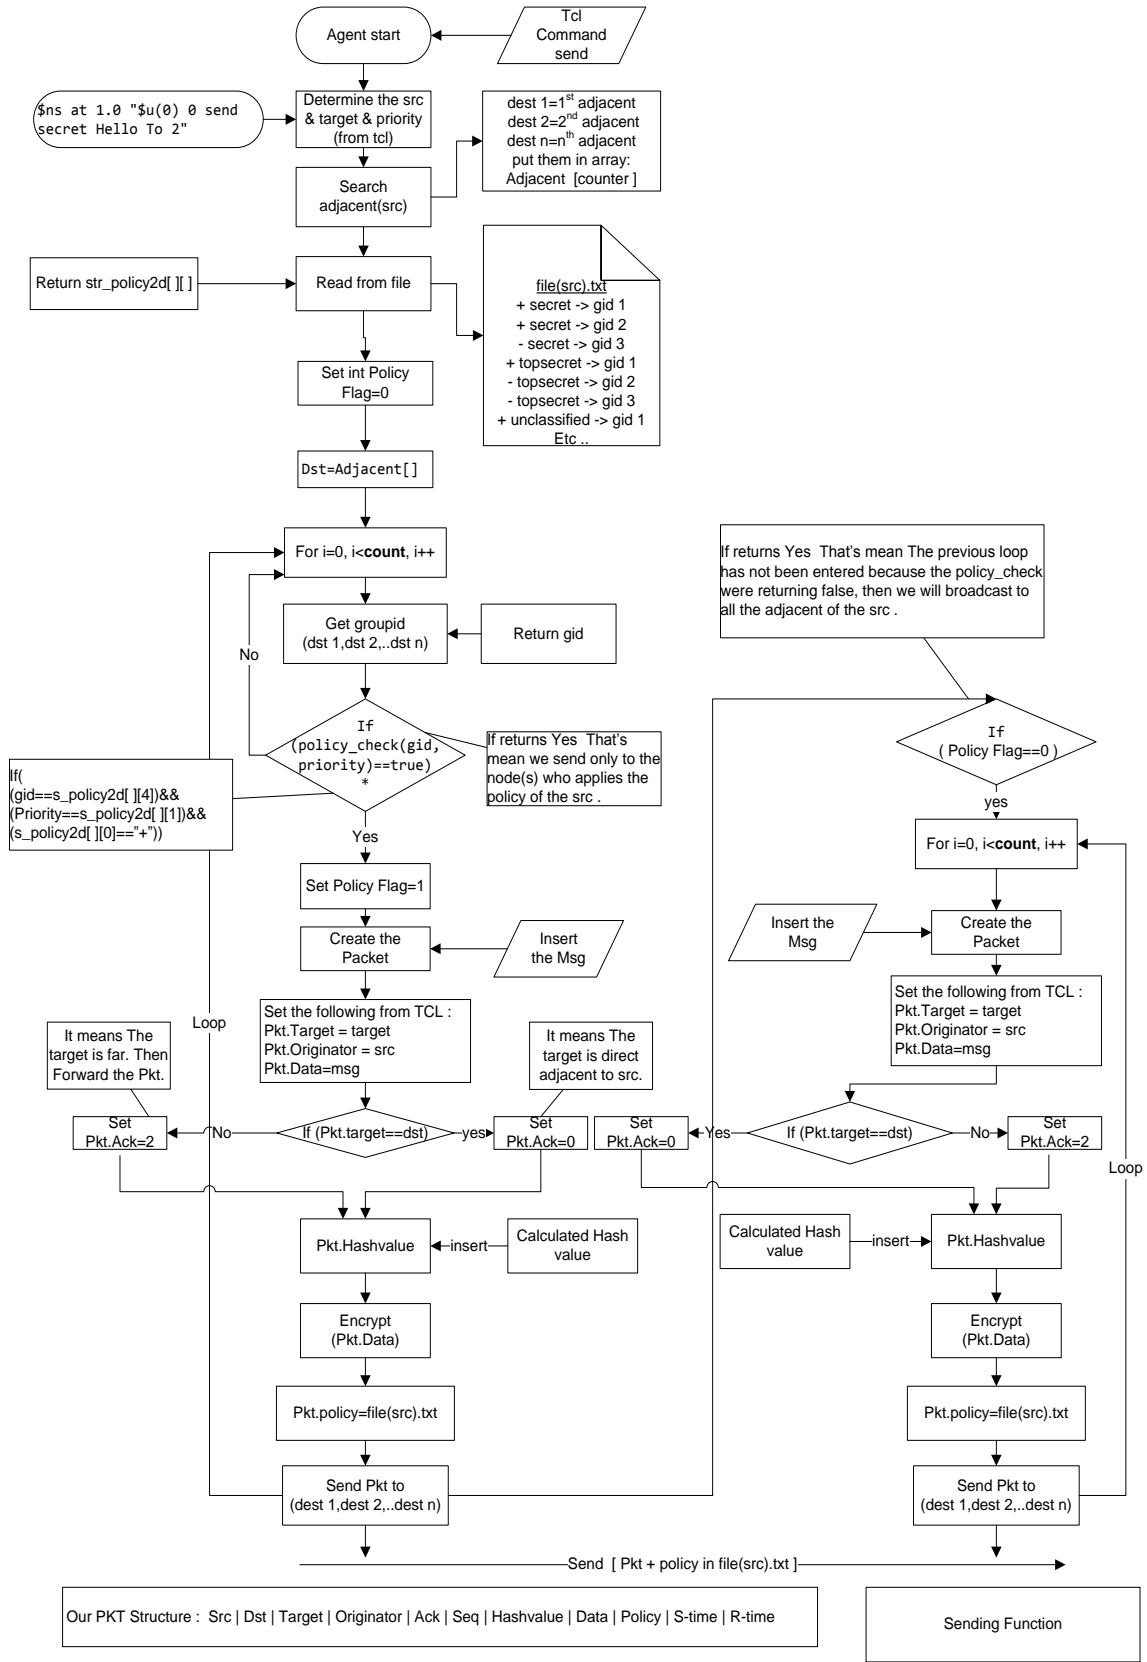 Agent start
Tcl
Command
send
$ns at 1.0 "$u(0) 0 send
secret Hello To 2"
Determine the src
& target & priority
(from tcl)
dest 1=1st adjacent
dest 2=2nd adjacent
dest n=nth adjacent
put them in array:
Adjacent [counter ]
Search
adjacent(src)
Return str_policy2d[ ][ ]
Read from file
file(src).txt
+ secret -> gid 1
+ secret -> gid 2
- secret -> gid 3
+ topsecret -> gid 1
- topsecret -> gid 2
- topsecret -> gid 3
+ unclassified -> gid 1
Etc ..
Set int Policy
Flag=0
Dst=Adjacent[]
For i=0, i<count, i++
Get groupid
(dst 1,dst 2,..dst n)
Return gid
No
If
(policy_check(gid,
priority)==true)
*
If returns Yes That's
mean we send only to the
node(s) who applies the
policy of the src .
If(
(gid==s_policy2d[ ][4])&&
(Priority==s_policy2d[ ][1])&&
(s_policy2d[ ][0]=="+"))
Yes
Set Policy Flag=1
Create the
Packet
Insert
the Msg
Set the following from TCL :
Pkt.Target = target
Pkt.Originator = src
Pkt.Data=msg
Loop
It means The
target is far. Then
Forward the Pkt.
It means The
target is direct
adjacent to src.
Set
Pkt.Ack=2
No
If (Pkt.target==dst)
yes
Set
Pkt.Ack=0
Pkt.Hashvalue
insert
Calculated Hash
value
Encrypt
(Pkt.Data)
Pkt.policy=file(src).txt
Send Pkt to
(dest 1,dest 2,..dest n)
If returns Yes That's mean The previous loop
has not been entered because the policy_check
were returning false, then we will broadcast to
all the adjacent of the src .
If
( Policy Flag==0 )
yes
For i=0, i<count, i++
Insert the
Msg
Create the
Packet
Set the following from TCL :
Pkt.Target = target
Pkt.Originator = src
Pkt.Data=msg
Set
Pkt.Ack=0
Yes
If (Pkt.target==dst)
No
Set
Pkt.Ack=2
Loop
Calculated Hash
value
insert
Pkt.Hashvalue
Encrypt
(Pkt.Data)
Pkt.policy=file(src).txt
Send Pkt to
(dest 1,dest 2,..dest n)
Send [ Pkt + policy in file(src).txt ]
Our PKT Structure : Src | Dst | Target | Originator | Ack | Seq | Hashvalue | Data | Policy | S-time | R-time
Sending Function